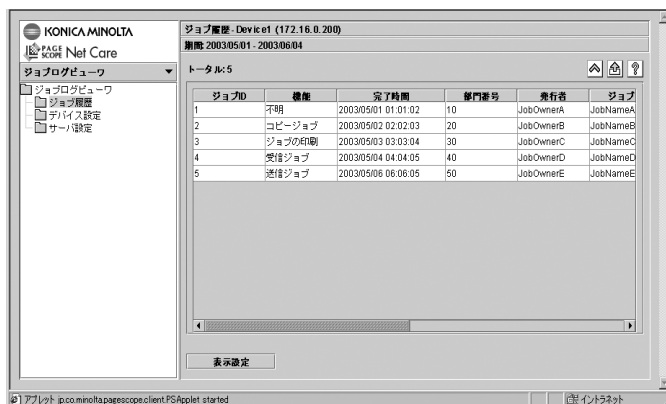 KONICA MINOLTA
PAGE SCOPE Net Care
ジョブログビューワ
ジョブログビューワ
ジョブ履歴
デバイス設定
サーバ設定
ジョブ履歴 - Device1 (172.16.0.200)
期間: 2003/05/01 - 2003/06/04
トータル: 5
ジョブID 機能 完了時間 部門番号 発行者 ジョブ
1 不明 2003/05/01 01:01:02 10 JobOwnerA JobNameA
2 コピージョブ 2003/05/02 02:02:03 20 JobOwnerB JobNameB
3 ジョブの印刷 2003/05/03 03:03:04 30 JobOwnerC JobNameC
4 受信ジョブ 2003/05/04 04:04:05 40 JobOwnerD JobNameD
5 送信ジョブ 2003/05/06 06:06:05 50 JobOwnerE JobNameE
表示設定
アプレット jp.co.minolta.pagescope.client.PSApplet started
イントラネット